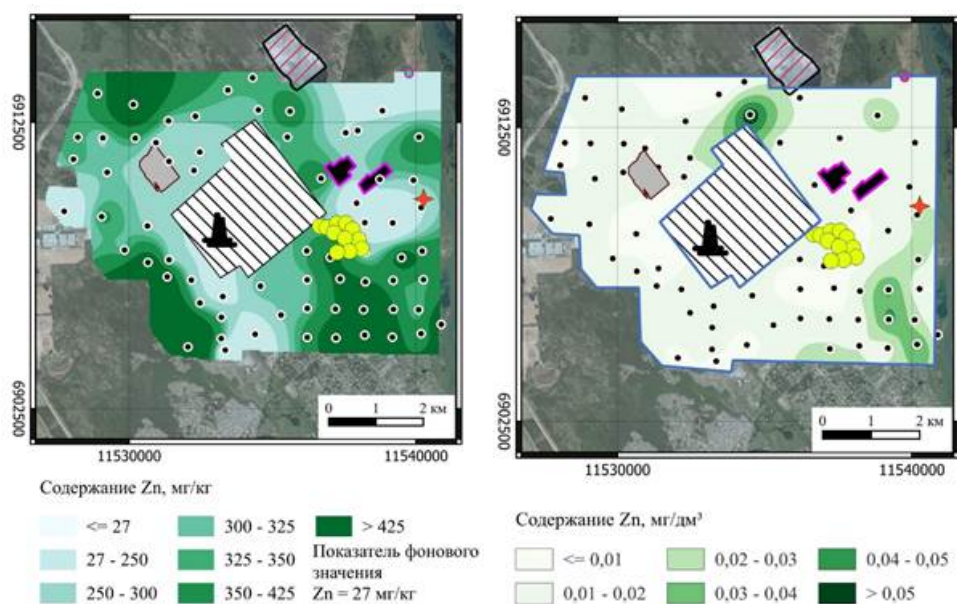 6912500
6902500
0 1 2 км
11530000 11540000
Содержание Zn, мг/кг
<= 27
27 - 250
250 - 300
300 - 325
325 - 350
350 - 425
> 425
Показатель фонового
значения
Zn = 27 мг/кг
6912500
6902500
0 1 2 км
11530000 11540000
Содержание Zn, мг/дм³
<= 0,01
0,01 - 0,02
0,02 - 0,03
0,03 - 0,04
0,04 - 0,05
> 0,05